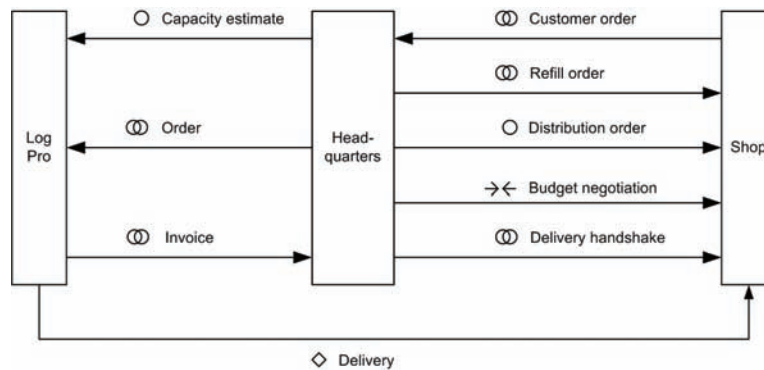 Capacity estimate
Customer order
Refill order
Log
Pro
Order
Head-
quarters
Distribution order
Shop
Budget negotiation
Invoice
Delivery handshake
Delivery